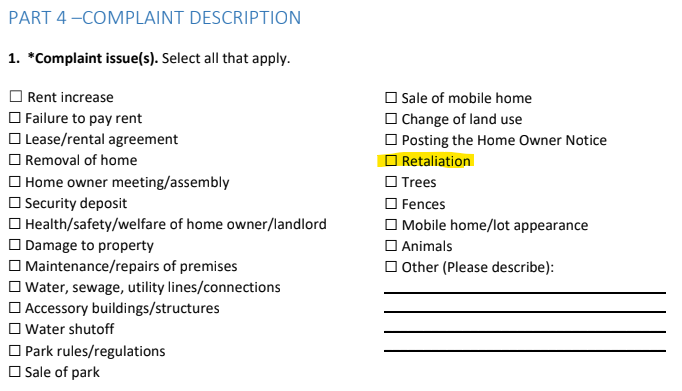 PART 4 –COMPLAINT DESCRIPTION
1. *Complaint issue(s). Select all that apply.
☐ Rent increase
☐ Failure to pay rent
☐ Lease/rental agreement
☐ Removal of home
☐ Home owner meeting/assembly
☐ Security deposit
☐ Health/safety/welfare of home owner/landlord
☐ Damage to property
☐ Maintenance/repairs of premises
☐ Water, sewage, utility lines/connections
☐ Accessory buildings/structures
☐ Water shutoff
☐ Park rules/regulations
☐ Sale of park
☐ Sale of mobile home
☐ Change of land use
☐ Posting the Home Owner Notice
☐ Retaliation
☐ Trees
☐ Fences
☐ Mobile home/lot appearance
☐ Animals
☐ Other (Please describe):